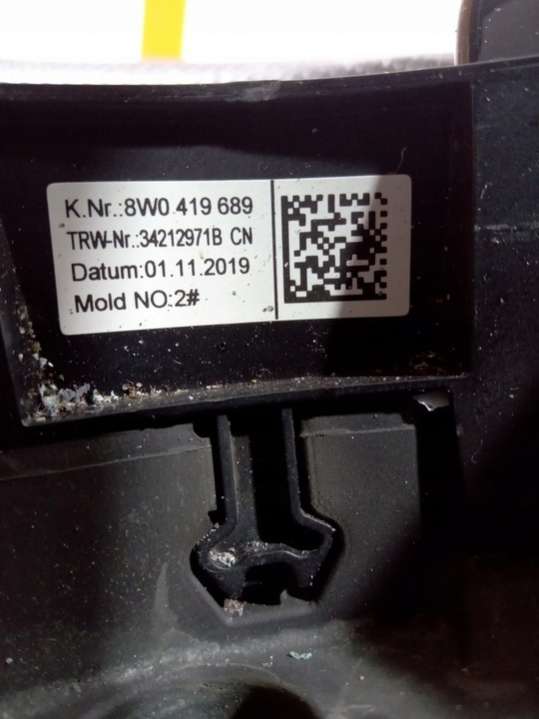 K.Nr.:8W0.419 689
TRW-Nr.:34212971B CN
Datum:01.11.2019
Mold NO:2#